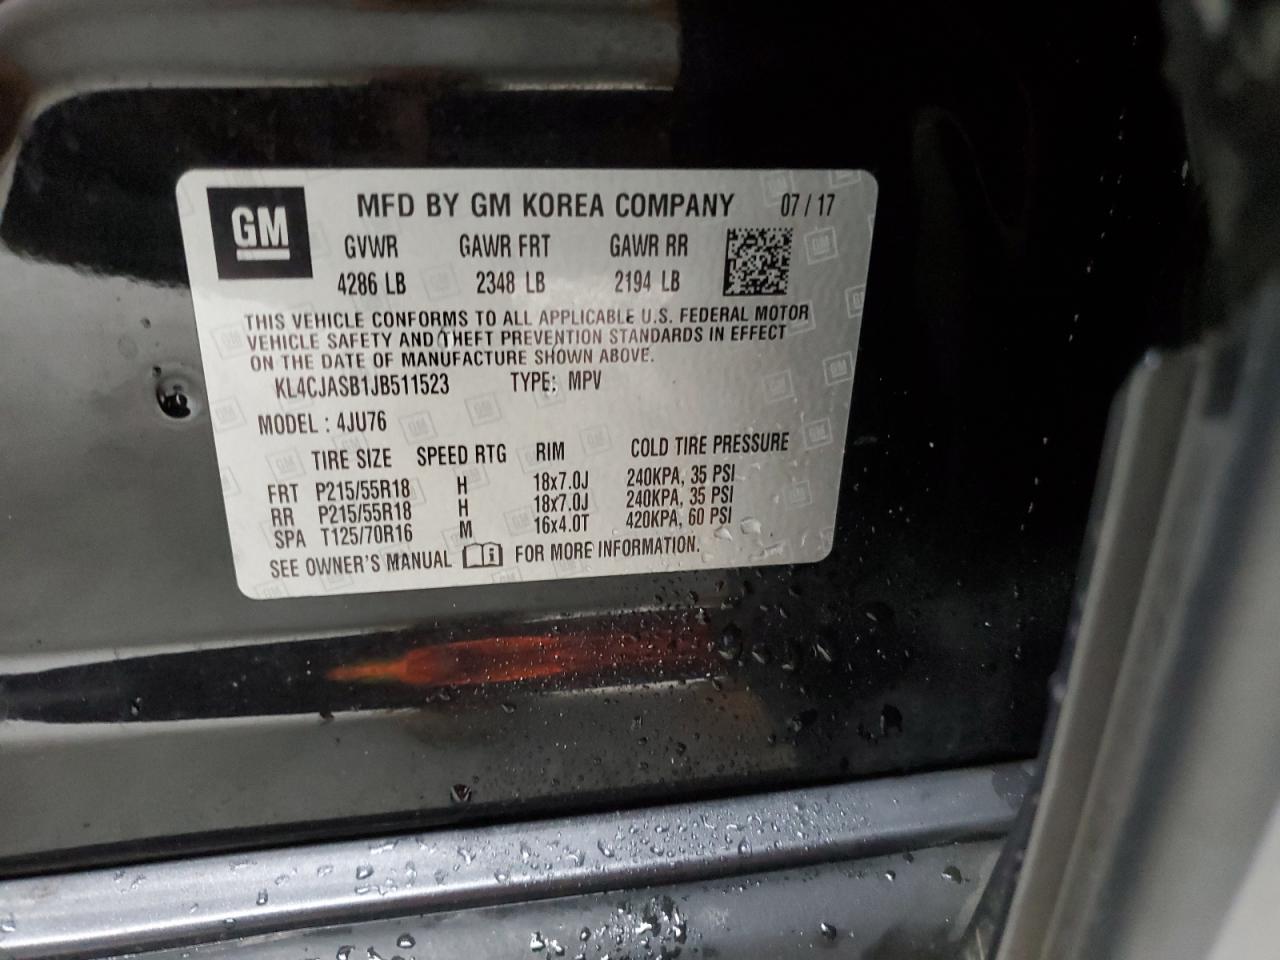 GM MFD BY GM KOREA COMPANY 07 / 17
GVWR GAWR FRT GAWR RR
4286 LB 2348 LB 2194 LB
THIS VEHICLE CONFORMS TO ALL APPLICABLE U.S. FEDERAL MOTOR
VEHICLE SAFETY AND THEFT PREVENTION STANDARDS IN EFFECT
ON THE DATE OF MANUFACTURE SHOWN ABOVE.
KL4CJASB1JB511523 TYPE: MPV
MODEL : 4JU76
TIRE SIZE SPEED RTG RIM COLD TIRE PRESSURE
FRT P215/55R18 H 18x7.0J 240KPA, 35 PSI
RR P215/55R18 H 18x7.0J 240KPA, 35 PSI
SPA T125/70R16 M 16x4.0T 420KPA, 60 PSI
SEE OWNER'S MANUAL i FOR MORE INFORMATION.